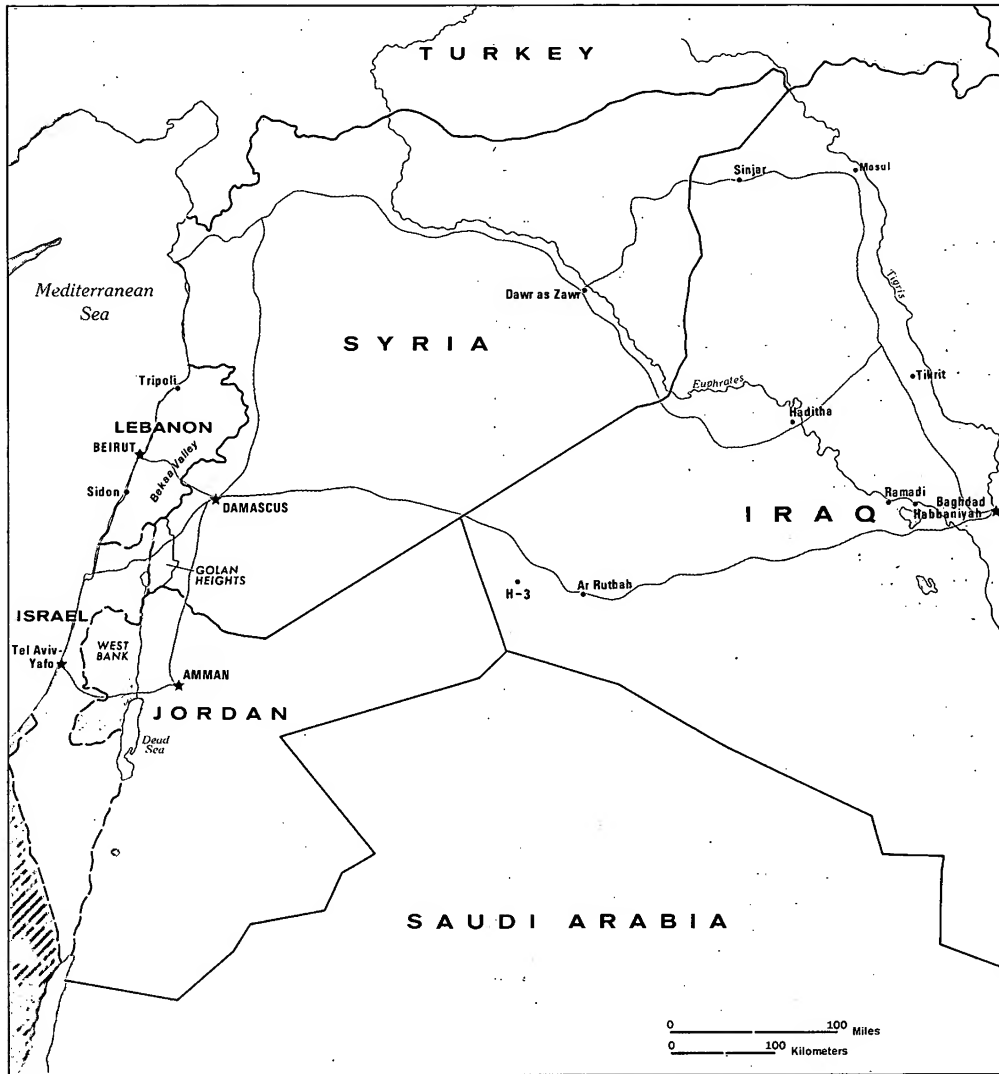 TURKEY
Sinjar
Mosul
Tigris
Mediterranean
Sea
Dawr as Zawr
SYRIA
Tripoli
Euphrates
Tikrit
Haditha
LEBANON
BEIRUT
Bekaa Valley
Sidon
DAMASCUS
Ramadi
Baghdad
Habbaniyah
IRAQ
GOLAN
HEIGHTS
H-3
Ar Rutbah
ISRAEL
WEST
BANK
Tel Aviv-
Yafo
AMMAN
JORDAN
Dead
Sea
SAUDI ARABIA
0 100 Miles
0 100 Kilometers